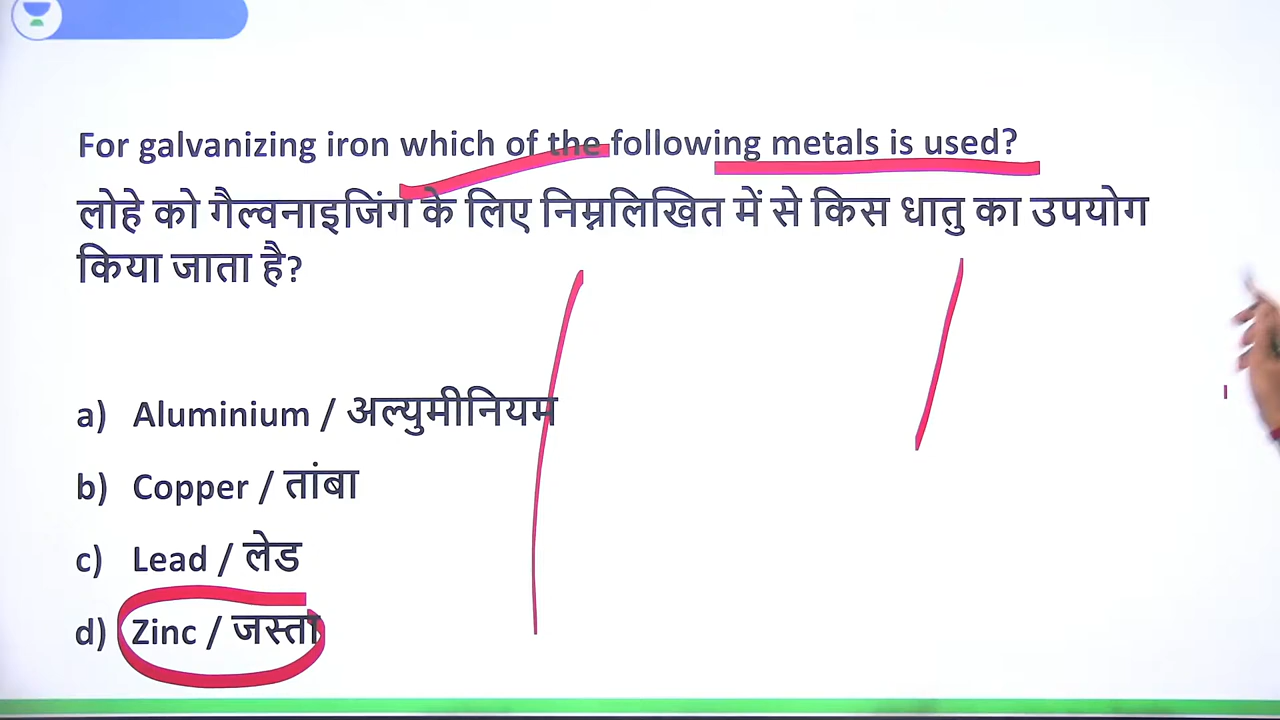 For galvanizing iron which of the following metals is used?
लोहे को गैल्वनाइजिंग के लिए निम्नलिखित में से किस धातु का उपयोग
किया जाता है?
a) Aluminium / अल्युमीनियम
b) Copper / तांबा
c) Lead / लेड
d) Zinc / जस्ता